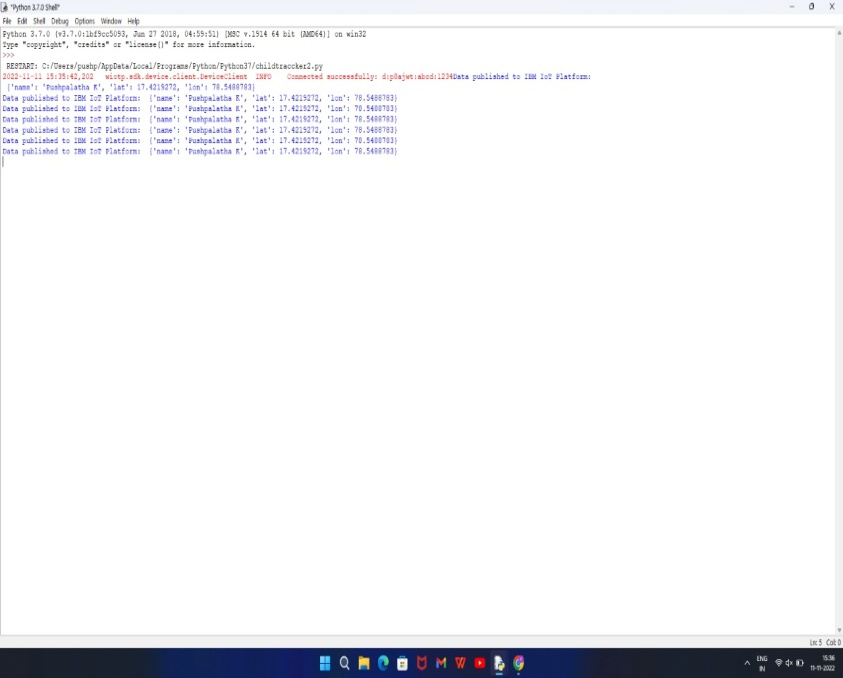 *Python 3.7.0 Shell*
File Edit Shell Debug Options Window Help
Python 3.7.0 (v3.7.0:1bf9cc5093, Jun 27 2018, 04:59:51) [MSC v.1914 64 bit (AMD64)] on win32
Type "copyright", "credits" or "license()" for more information.
>>>
RESTART: C:/Users/pushp/AppData/Local/Programs/Python/Python37/childtraccker2.py
2022-11-11 15:35:42,202 wiotp.sdk.device.client.DeviceClient INFO Connected successfully: d:p8ajwt:abcd:1234Data published to IBM IoT Platform:
{'name': 'Pushpalatha K', 'lat': 17.4219272, 'lon': 78.5488783}
Data published to IBM IoT Platform: {'name': 'Pushpalatha K', 'lat': 17.4219272, 'lon': 78.5488783}
Data published to IBM IoT Platform: {'name': 'Pushpalatha K', 'lat': 17.4219272, 'lon': 78.5488783}
Data published to IBM IoT Platform: {'name': 'Pushpalatha K', 'lat': 17.4219272, 'lon': 78.5488783}
Data published to IBM IoT Platform: {'name': 'Pushpalatha K', 'lat': 17.4219272, 'lon': 78.5488783}
Data published to IBM IoT Platform: {'name': 'Pushpalatha K', 'lat': 17.4219272, 'lon': 78.5488783}
Data published to IBM IoT Platform: {'name': 'Pushpalatha K', 'lat': 17.4219272, 'lon': 78.5488783}
Ln: 5 Col: 0
ENG
IN
15:36
11-11-2022